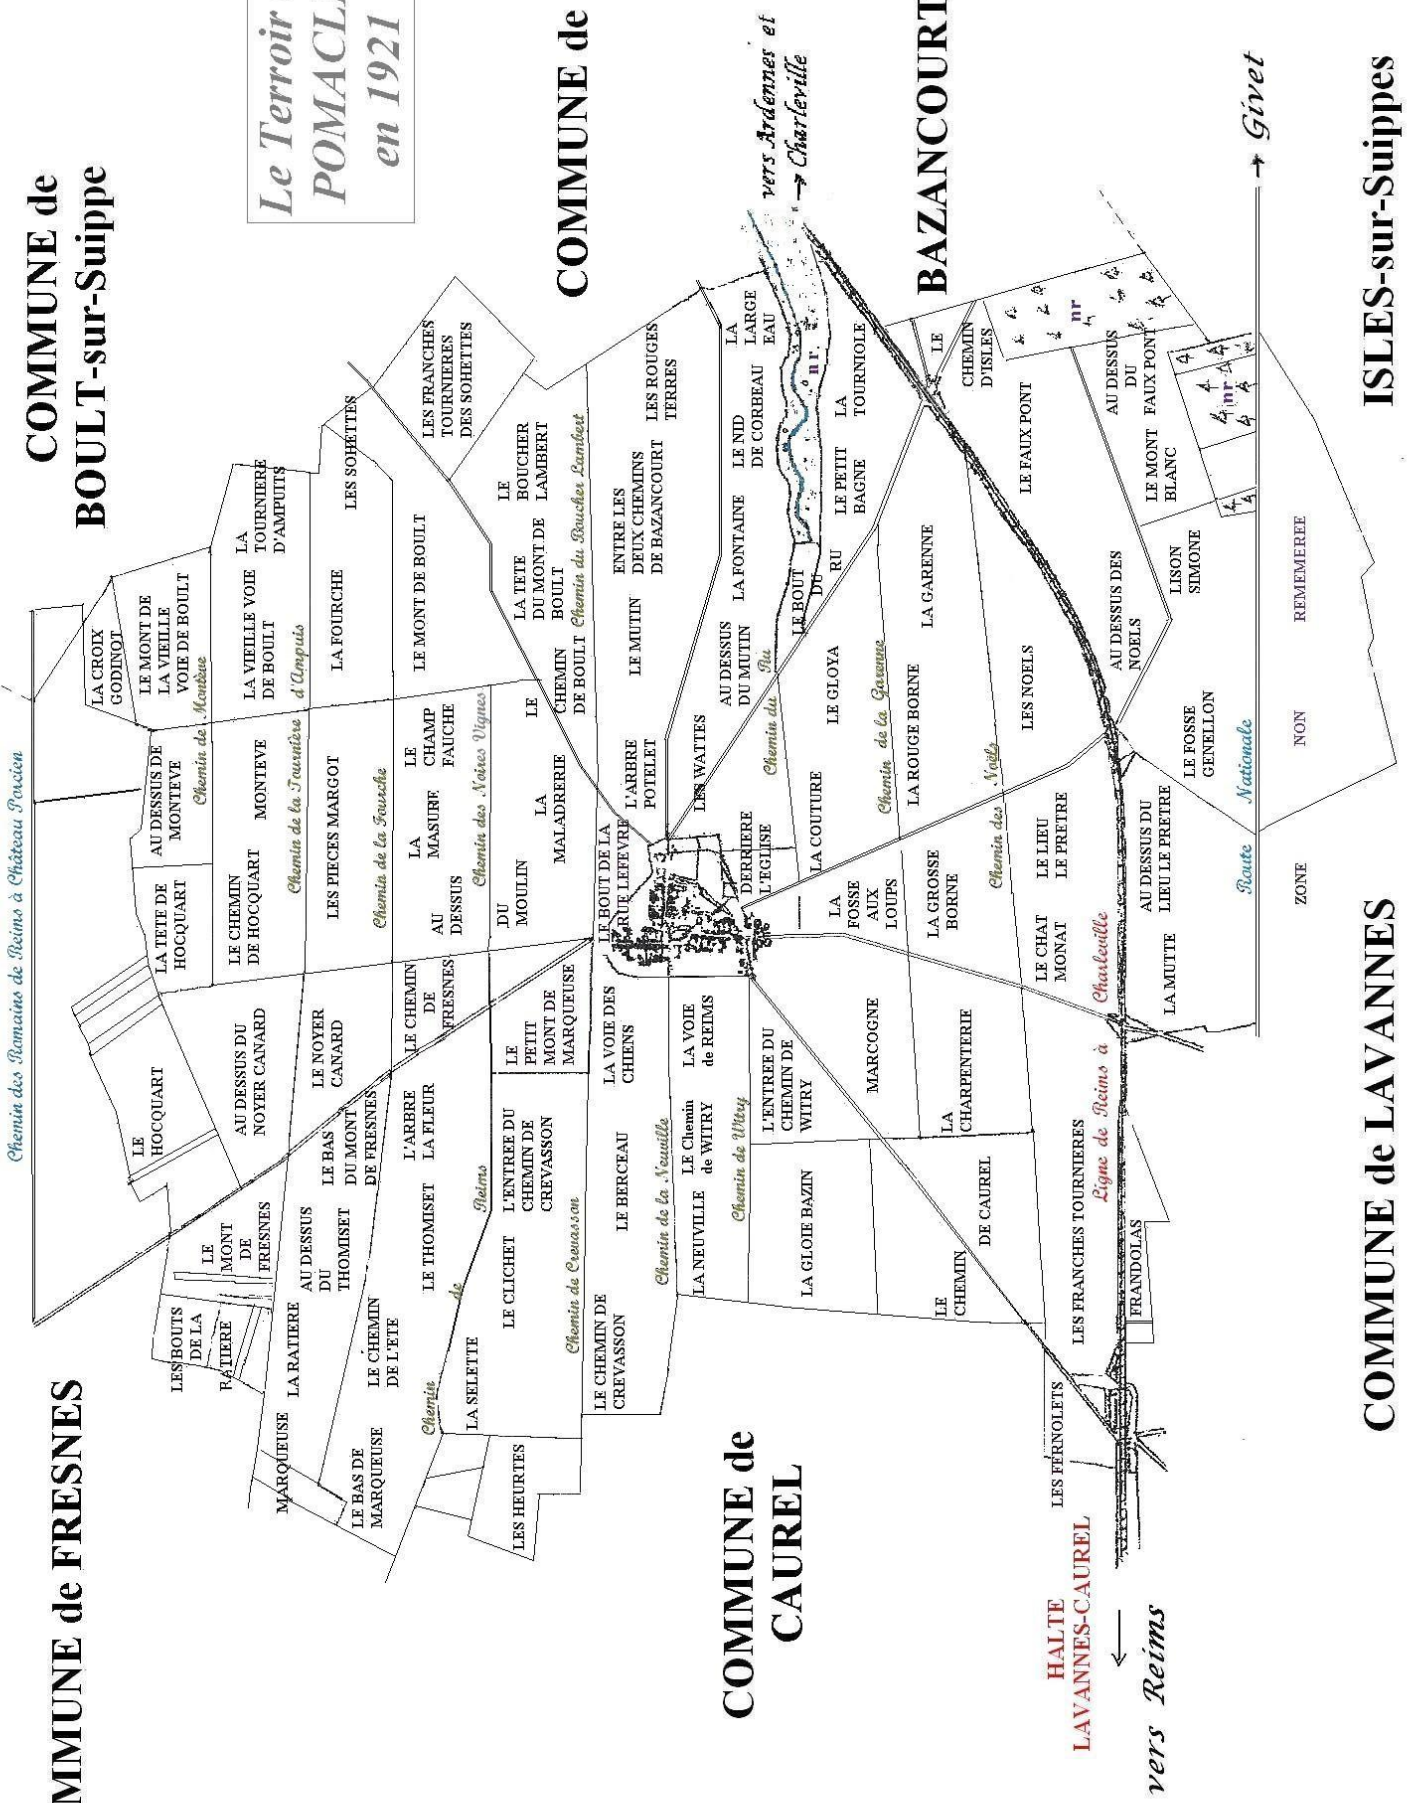 Le Terroir
en 1921
COMMUNE de
BOULT-sur-Suippe
COMMUNE de
BAZANCOURT
ISLES-sur-Suippes
MMUNE de FRESNES
COMMUNE de
CAUREL
COMMUNE de LAVANNES
Chemin des Romains de Reims à Château Porcien
vers Ardennes et
→ Charleville
→ Givet
HALTE
LAVANNES-CAUREL
vers Reims
Ligne de Reims à Charleville
Route Nationale
ZONE NON REMEMEREE
LA CROIX
GODINOT
LE MONT DE
LA VIEILLE
VOIE DE BOULT
Chemin de Montève
LA
TOURNIERE
D'AMPUITS
LA VIEILLE VOIE
DE BOULT
LES SOHETTES
LES FRANCHES
TOURNIERES
DES SOHETTES
LA FOURCHE
LE MONT DE BOULT
AU DESSUS DE
MONTEVE
MONTEVE
Chemin de la Tournière d'Ampuis
LA TETE DE
HOCQUART
LE CHEMIN
DE HOCQUART
LES PIECES MARGOT
Chemin de la Fourche
LE
CHAMP
FAUCHE
LA
MASURE
Chemin des Noires Vignes
AU
DESSUS
DU
MOULIN
LA
MALADRERIE
LE
CHEMIN
DE BOULT
LA TETE
DU MONT DE
BOULT
LE
BOUCHER
LAMBERT
Chemin du Boucher Lambert
LE
HOCQUART
AU DESSUS DU
NOYER CANARD
LE NOYER
CANARD
LE CHEMIN
DE
FRESNES
LE BAS
DU MONT
DE FRESNES
L'ARBRE
LA FLEUR
LE
MONT
DE
FRESNES
LES BOUTS
DE LA
RATIERE
LA RATIERE
AU DESSUS
DU
THOMISET
LE THOMISET
LE CHEMIN
DE L'ETE
MARQUEUSE
LE BAS DE
MARQUEUSE
Chemin de Reims
LA SELETTE
LES HEURTES
LE CLICHET
L'ENTREE DU
CHEMIN DE
CREVASSON
LE
PETIT
MONT DE
MARQUEUSE
Chemin de Crevasson
LE CHEMIN DE
CREVASSON
LE BERCEAU
LA VOIE DES
CHIENS
Chemin de la Neuville
LA NEUVILLE
LE Chemin
de WITRY
LA VOIE
de REIMS
Chemin de Witry
LE BOUT DE LA
RUE LEFEVRE
L'ARBRE
POTELET
LE MUTIN
ENTRE LES
DEUX CHEMINS
DE BAZANCOURT
LES ROUGES
TERRES
LES WATTES
AU DESSUS
DU MUTIN
LA FONTAINE
LE NID
DE CORBEAU
LA
LARGE
EAU
nr
DERRIERE
L'EGLISE
Chemin du Ru
LE BOUT
DU RU
LE PETIT
BAGNE
LA
TOURNIOLE
LA COUTURE
LE GLOYA
Chemin de la Garenne
LA GARENNE
LE
CHEMIN
D'ISLES
LA
FOSSE
AUX
LOUPS
LA ROUGE BORNE
LA GROSSE
BORNE
Chemin des Noëls
LES NOELS
LE FAUX PONT
nr
AU DESSUS
DU
FAUX PONT
LE MONT
BLANC
nr
LISON
SIMONE
AU DESSUS DES
NOELS
LE FOSSE
GENELLON
LE LIEU
LE PRETRE
AU DESSUS DU
LIEU LE PRETRE
LE CHAT
MONAT
LA MUTTE
L'ENTREE DU
CHEMIN DE
WITRY
MARCOGNE
LA
CHARPENTERIE
LA GLOIE BAZIN
LE
CHEMIN
DE CAUREL
LES FRANCHES TOURNIERES
FRANDOLAS
LES FERNOLETS